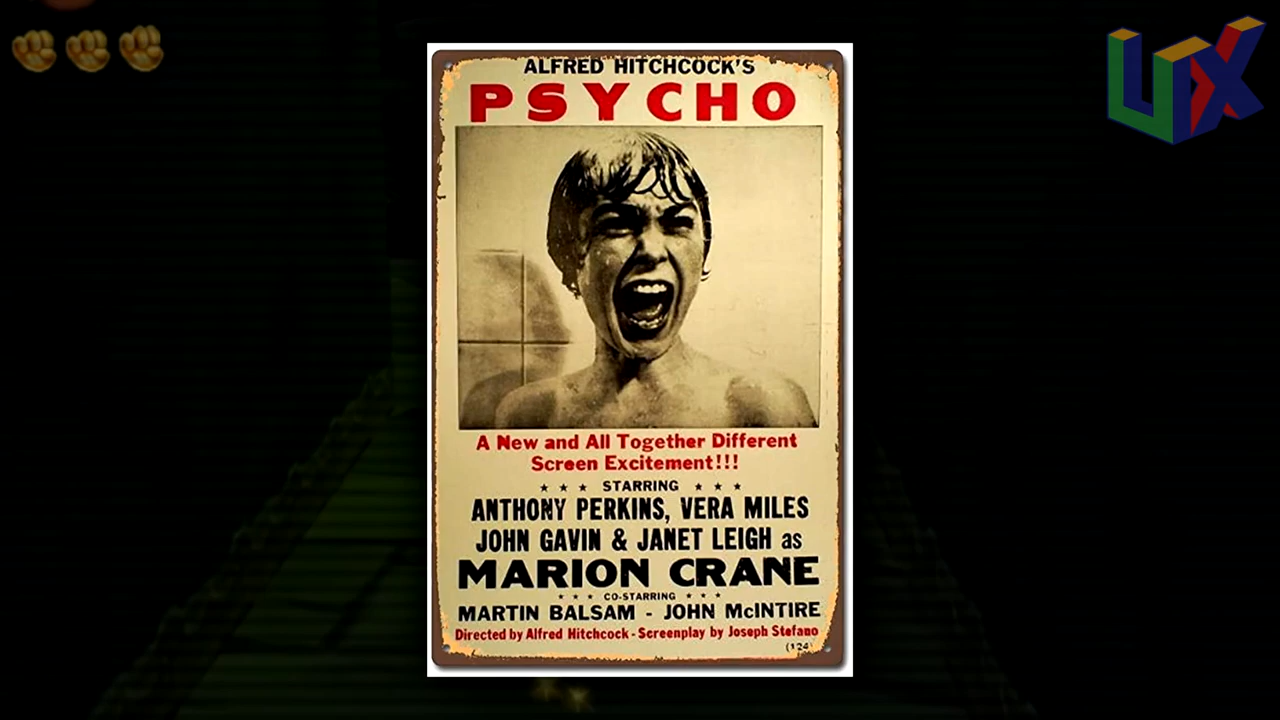 UIX
ALFRED HITCHCOCK'S
PSYCHO
A New and All Together Different
Screen Excitement!!!
★ ★ ★ STARRING ★ ★ ★
ANTHONY PERKINS, VERA MILES
JOHN GAVIN & JANET LEIGH as
MARION CRANE
★ ★ ★ CO-STARRING ★ ★ ★
MARTIN BALSAM - JOHN McINTIRE
Directed by Alfred Hitchcock - Screenplay by Joseph Stefano
(124)